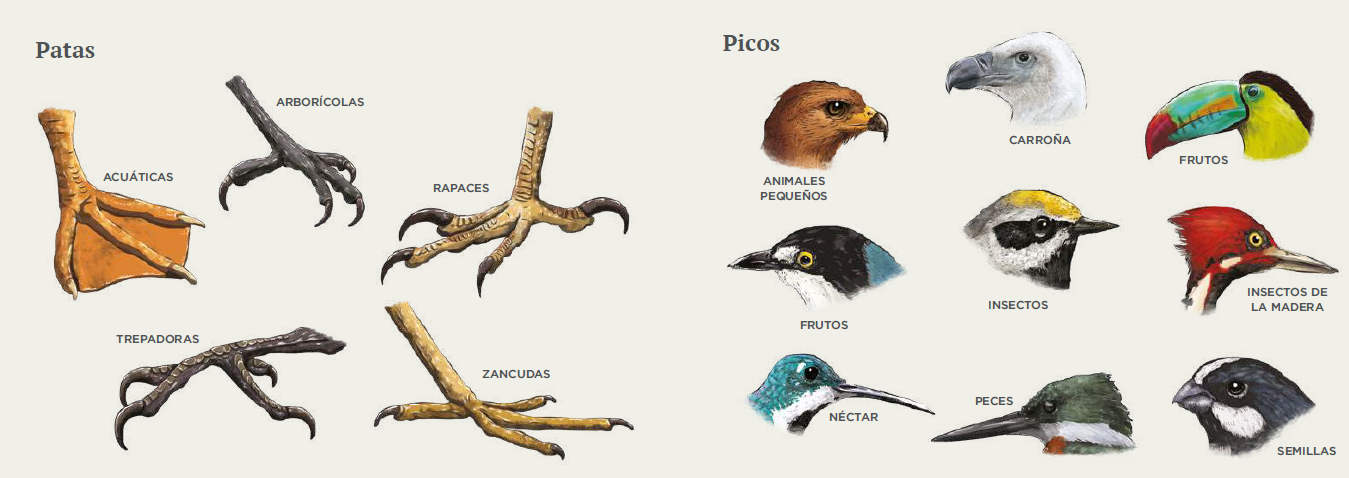 Patas
ARBORÍCOLAS
ACUÁTICAS
RAPACES
TREPADORAS
ZANCUDAS
Picos
CARROÑA
FRUTOS
ANIMALES
PEQUEÑOS
INSECTOS DE
LA MADERA
INSECTOS
FRUTOS
NÉCTAR
PECES
SEMILLAS